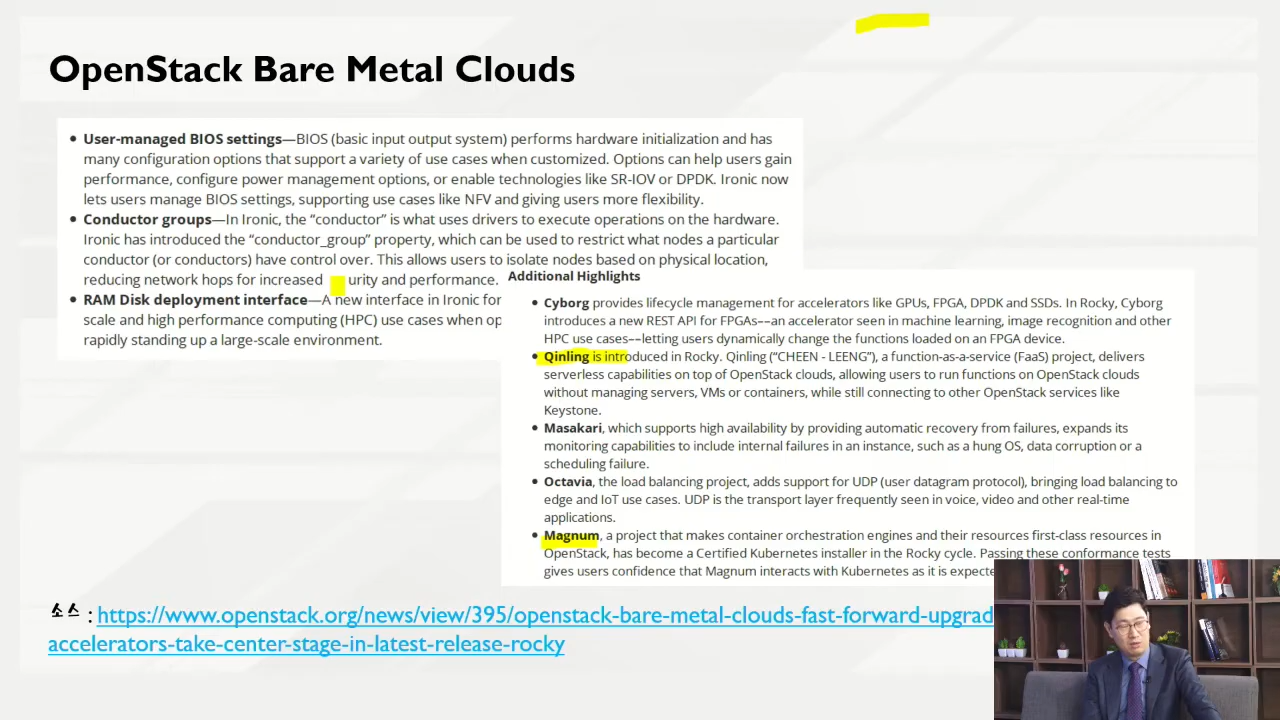 OpenStack Bare Metal Clouds
• User-managed BIOS settings—BIOS (basic input output system) performs hardware initialization and has
many configuration options that support a variety of use cases when customized. Options can help users gain
performance, configure power management options, or enable technologies like SR-IOV or DPDK. Ironic now
lets users manage BIOS settings, supporting use cases like NFV and giving users more flexibility.
• Conductor groups—In Ironic, the “conductor” is what uses drivers to execute operations on the hardware.
Ironic has introduced the “conductor_group” property, which can be used to restrict what nodes a particular
conductor (or conductors) have control over. This allows users to isolate nodes based on physical location,
reducing network hops for increased urity and performance.
• RAM Disk deployment interface—A new interface in Ironic for
scale and high performance computing (HPC) use cases when op
rapidly standing up a large-scale environment.
Additional Highlights
• Cyborg provides lifecycle management for accelerators like GPUs, FPGA, DPDK and SSDs. In Rocky, Cyborg
introduces a new REST API for FPGAs––an accelerator seen in machine learning, image recognition and other
HPC use cases––letting users dynamically change the functions loaded on an FPGA device.
• Qinling is introduced in Rocky. Qinling (“CHEEN - LEENG”), a function-as-a-service (FaaS) project, delivers
serverless capabilities on top of OpenStack clouds, allowing users to run functions on OpenStack clouds
without managing servers, VMs or containers, while still connecting to other OpenStack services like
Keystone.
• Masakari, which supports high availability by providing automatic recovery from failures, expands its
monitoring capabilities to include internal failures in an instance, such as a hung OS, data corruption or a
scheduling failure.
• Octavia, the load balancing project, adds support for UDP (user datagram protocol), bringing load balancing to
edge and IoT use cases. UDP is the transport layer frequently seen in voice, video and other real-time
applications.
• Magnum, a project that makes container orchestration engines and their resources first-class resources in
OpenStack, has become a Certified Kubernetes installer in the Rocky cycle. Passing these conformance tests
gives users confidence that Magnum interacts with Kubernetes as it is expecte
소스 : https://www.openstack.org/news/view/395/openstack-bare-metal-clouds-fast-forward-upgrad
accelerators-take-center-stage-in-latest-release-rocky